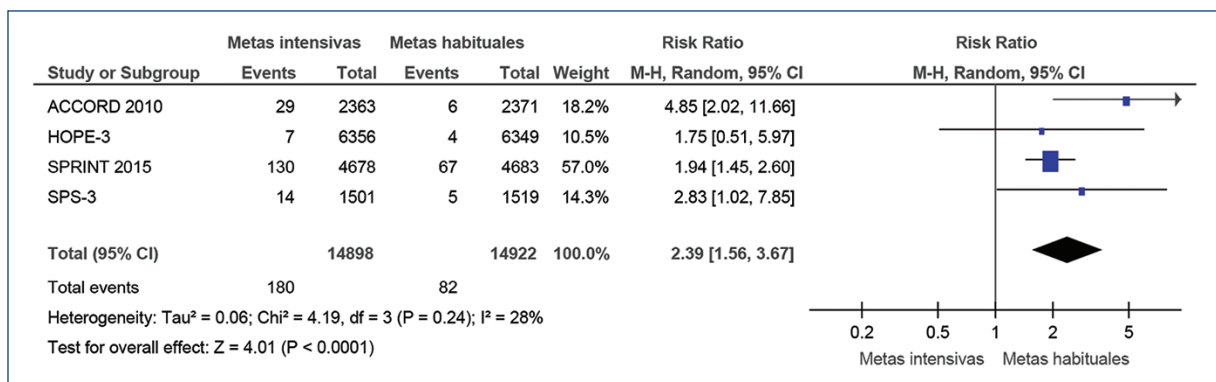 Metas intensivas Metas habituales Risk Ratio Risk Ratio
Study or Subgroup Events Total Events Total Weight M-H, Random, 95% CI M-H, Random, 95% CI
ACCORD 2010 29 2363 6 2371 18.2% 4.85 [2.02, 11.66]
HOPE-3 7 6356 4 6349 10.5% 1.75 [0.51, 5.97]
SPRINT 2015 130 4678 67 4683 57.0% 1.94 [1.45, 2.60]
SPS-3 14 1501 5 1519 14.3% 2.83 [1.02, 7.85]
Total (95% CI) 14898 14922 100.0% 2.39 [1.56, 3.67]
Total events 180 82
Heterogeneity: Tau² = 0.06; Chi² = 4.19, df = 3 (P = 0.24); I² = 28%
Test for overall effect: Z = 4.01 (P < 0.0001)
0.2 0.5 1 2 5
Metas intensivas Metas habituales